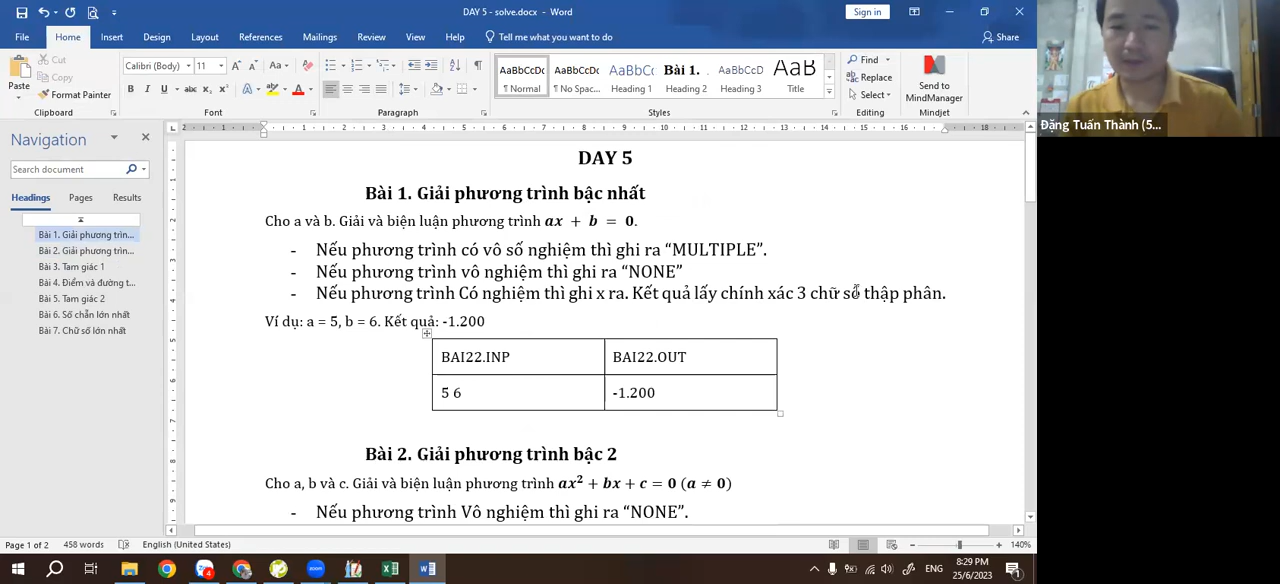 DAY 5 - solve.docx - Word
Sign in
File Home Insert Design Layout References Mailings Review View Help Tell me what you want to do Share
Paste
Cut
Copy
Format Painter
Clipboard
Calibri (Body) 11
Font
Paragraph
AaBbCcDc AaBbCcDc AaBbCc Bài 1. AaBbCcD AaB
¶ Normal ¶ No Spac... Heading 1 Heading 2 Heading 3 Title
Styles
Find
Replace
Select
Editing
Send to MindManager
Mindjet
Đặng Tuấn Thành (5...
Navigation
Search document
Headings Pages Results
Bài 1. Giải phương trìn...
Bài 2. Giải phương trìn...
Bài 3. Tam giác 1
Bài 4. Điểm và đường t...
Bài 5. Tam giác 2
Bài 6. Số chẵn lớn nhất
Bài 7. Chữ số lớn nhất
DAY 5
Bài 1. Giải phương trình bậc nhất
Cho a và b. Giải và biện luận phương trình ax + b = 0.
- Nếu phương trình có vô số nghiệm thì ghi ra “MULTIPLE”.
- Nếu phương trình vô nghiệm thì ghi ra “NONE”
- Nếu phương trình Có nghiệm thì ghi x ra. Kết quả lấy chính xác 3 chữ số thập phân.
Ví dụ: a = 5, b = 6. Kết quả: -1.200
BAI22.INP BAI22.OUT
5 6 -1.200
Bài 2. Giải phương trình bậc 2
Cho a, b và c. Giải và biện luận phương trình ax² + bx + c = 0 (a ≠ 0)
- Nếu phương trình Vô nghiệm thì ghi ra “NONE”.
Page 1 of 2 458 words English (United States) 140%
ENG
8:29 PM
25/6/2023